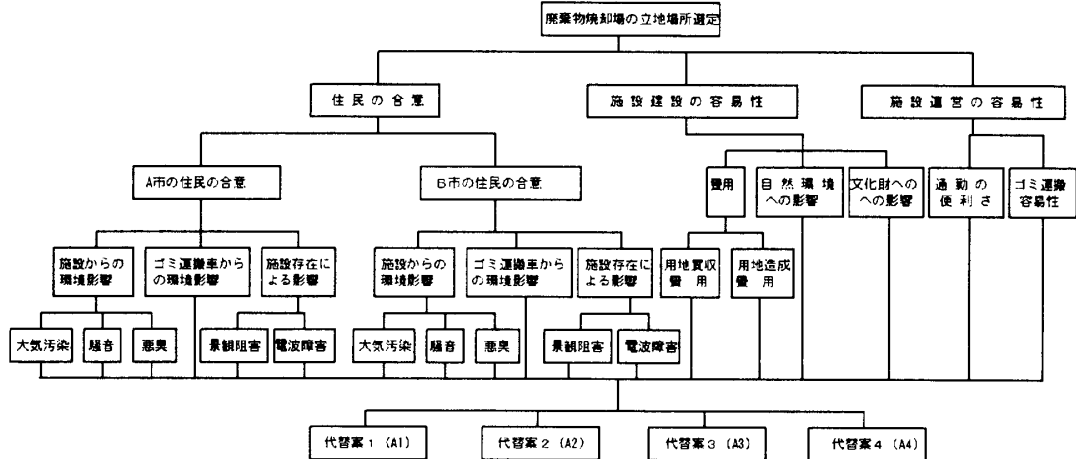 廃棄物焼却場の立地場所選定
住民の合意
施設建設の容易性
施設運営の容易性
A市の住民の合意
B市の住民の合意
費用
自然環境
への影響
文化財への
への影響
通勤の
便利さ
ゴミ運搬
容易性
施設からの
環境影響
ゴミ運搬車から
の環境影響
施設存在に
よる影響
施設からの
環境影響
ゴミ運搬車から
の環境影響
施設存在に
よる影響
用地買収
費用
用地造成
費用
大気汚染
騒音
悪臭
景観阻害
電波障害
大気汚染
騒音
悪臭
景観阻害
電波障害
代替案1 (A1)
代替案2 (A2)
代替案3 (A3)
代替案4 (A4)